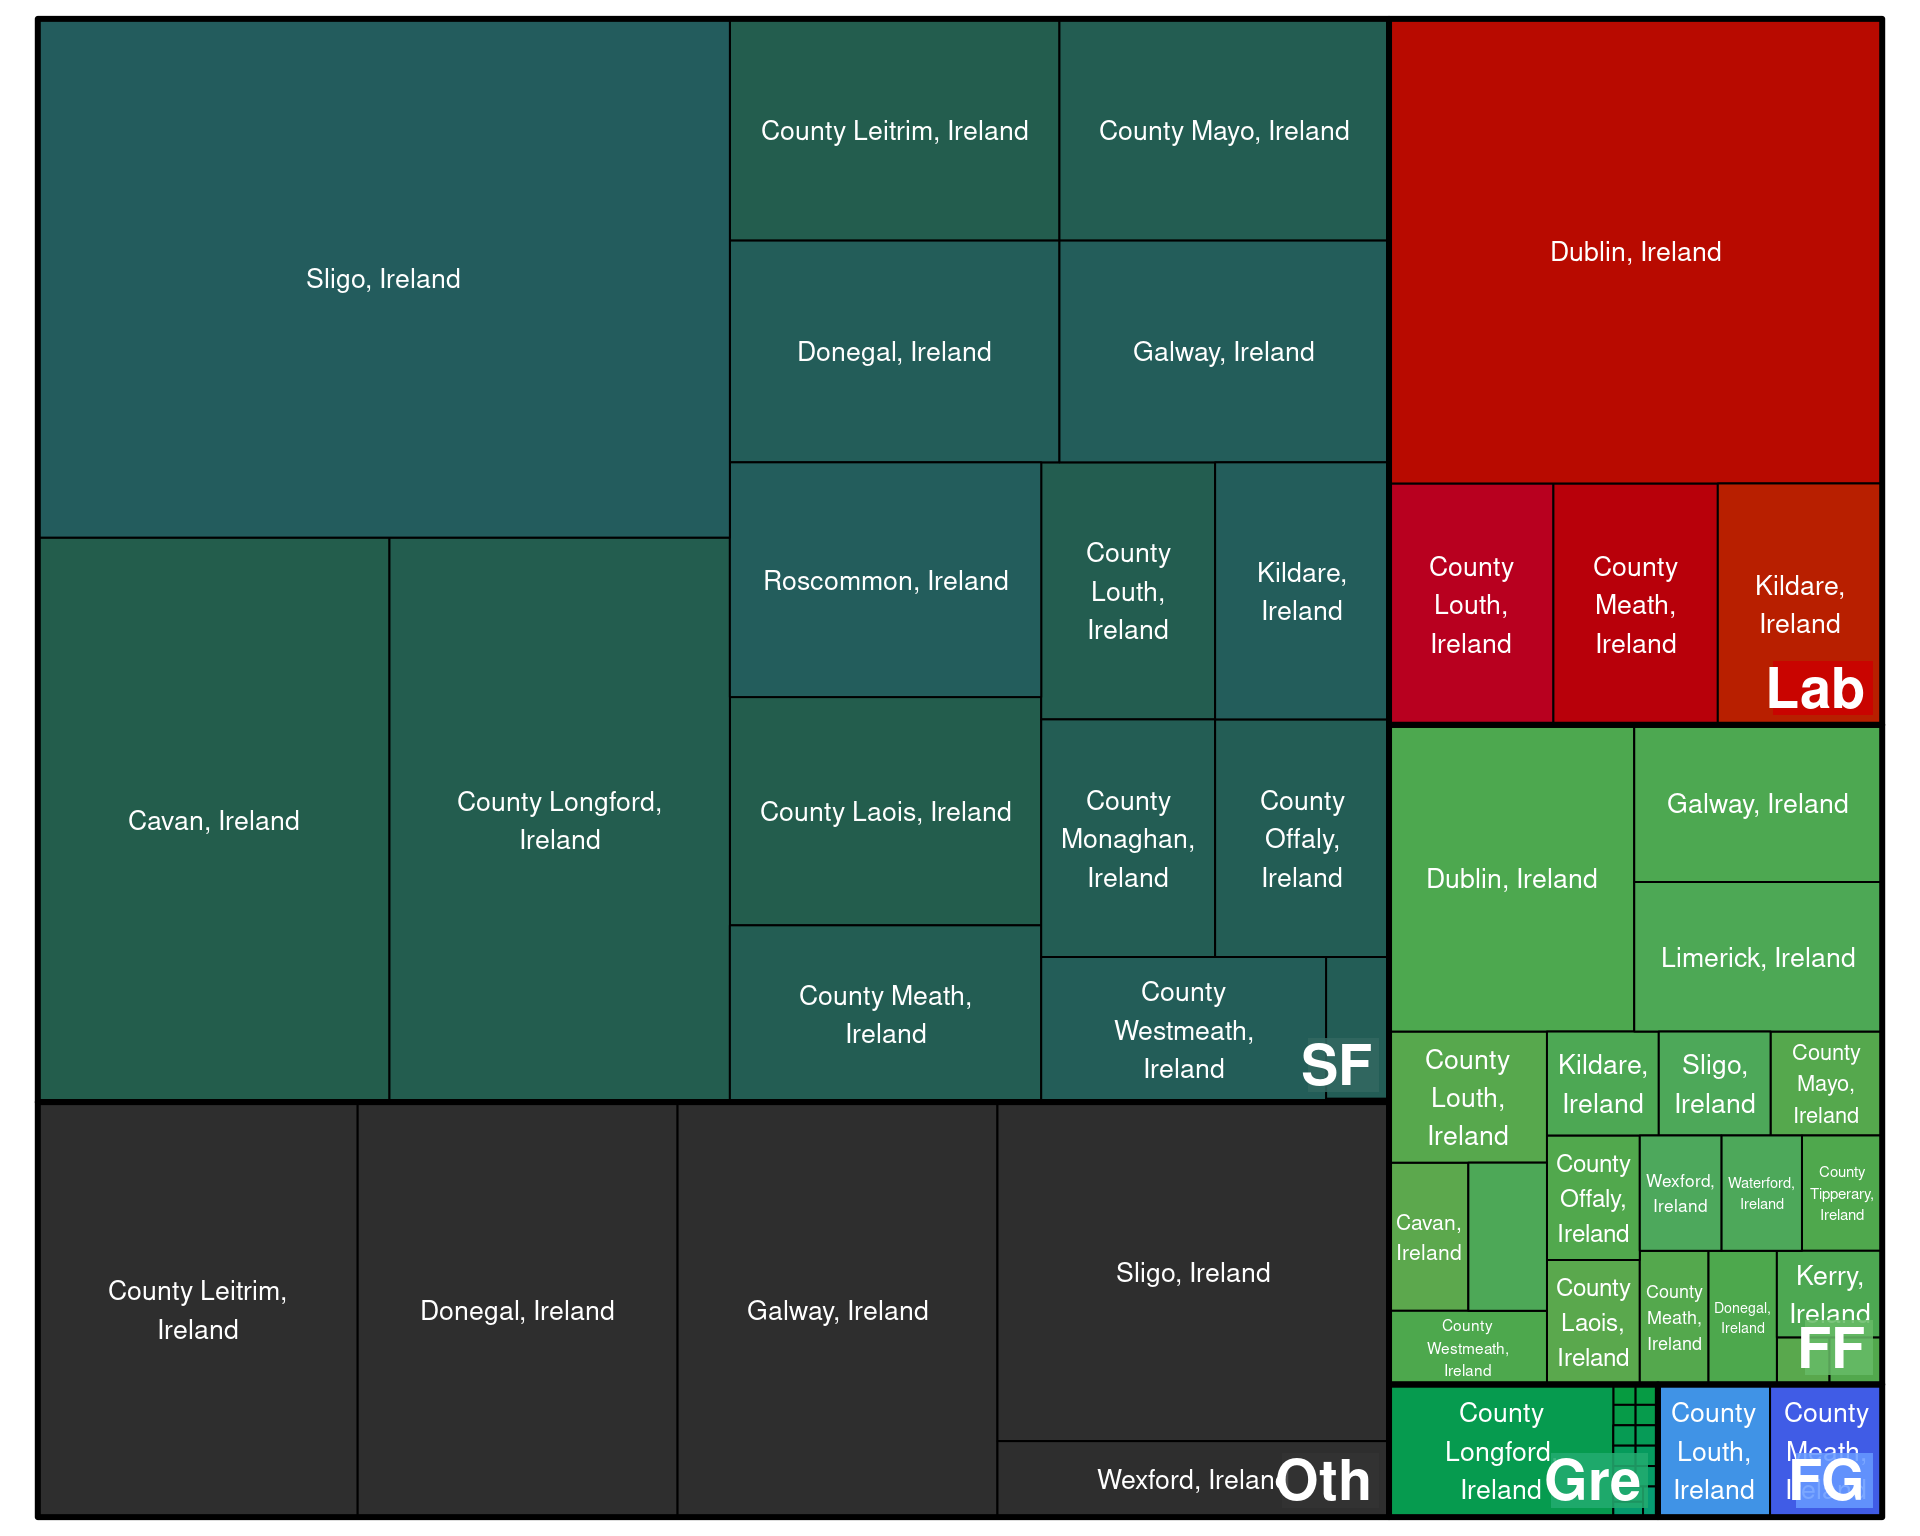 Sligo, Ireland
County Leitrim, Ireland
County Mayo, Ireland
Donegal, Ireland
Galway, Ireland
Cavan, Ireland
County Longford,
Ireland
Roscommon, Ireland
County
Louth,
Ireland
Kildare,
Ireland
County Laois, Ireland
County
Monaghan,
Ireland
County
Offaly,
Ireland
County Meath,
Ireland
County
Westmeath,
Ireland
SF
County Leitrim,
Ireland
Donegal, Ireland
Galway, Ireland
Sligo, Ireland
Wexford, Ireland
Oth
Dublin, Ireland
County
Louth,
Ireland
County
Meath,
Ireland
Kildare,
Ireland
Lab
Dublin, Ireland
Galway, Ireland
Limerick, Ireland
County
Louth,
Ireland
Kildare,
Ireland
Sligo,
Ireland
County
Mayo,
Ireland
Cavan,
Ireland
County
Westmeath,
Ireland
County
Offaly,
Ireland
County
Laois,
Ireland
Wexford,
Ireland
Waterford,
Ireland
County
Tipperary,
Ireland
County
Meath,
Ireland
Donegal,
Ireland
Kerry,
Ireland
FF
County
Longford
Ireland
Gre
County
Louth,
Ireland
County
Meath,
Ireland
FG